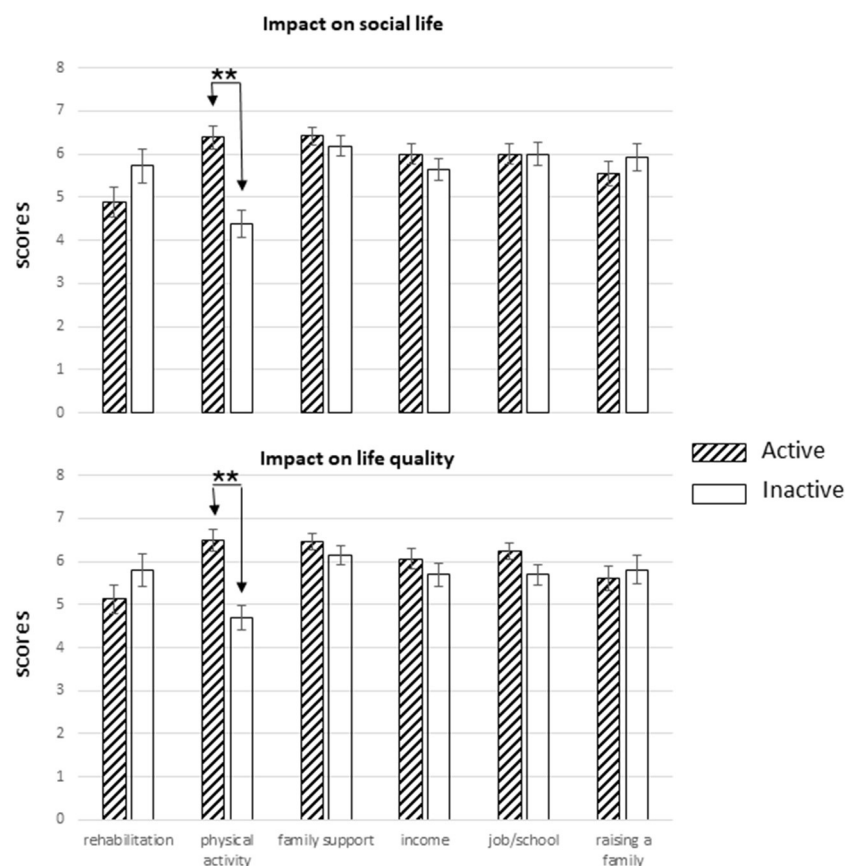 Impact on social life
8
**
7
6
5
4
3
2
1
0
scores
Impact on life quality
8
**
7
6
5
4
3
2
1
0
scores
rehabilitation
physical
activity
family support
income
job/school
raising a
family
Active
Inactive